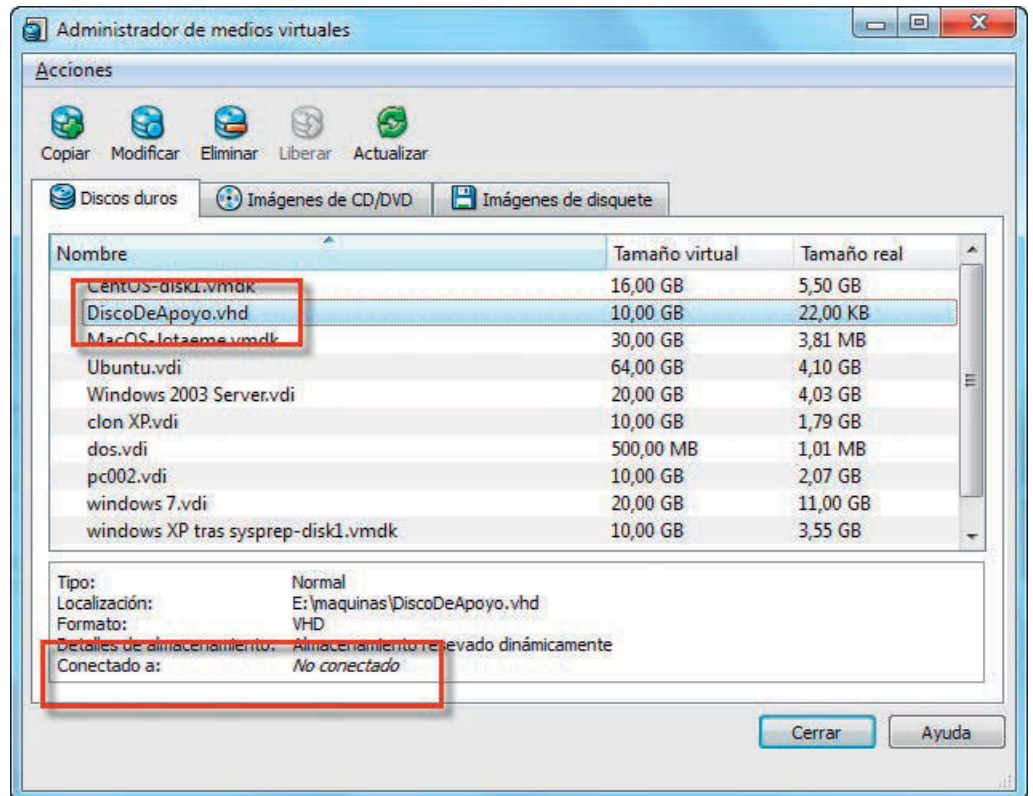 Administrador de medios virtuales
Acciones
Copiar Modificar Eliminar Liberar Actualizar
Discos duros Imágenes de CD/DVD Imágenes de disquete
Nombre Tamaño virtual Tamaño real
CentOS-disk1.vmdk 16,00 GB 5,50 GB
DiscoDeApoyo.vhd 10,00 GB 22,00 KB
MacOS-Jotaeme.vmdk 30,00 GB 3,81 MB
Ubuntu.vdi 64,00 GB 4,10 GB
Windows 2003 Server.vdi 20,00 GB 4,03 GB
clon XP.vdi 10,00 GB 1,79 GB
dos.vdi 500,00 MB 1,01 MB
pc002.vdi 10,00 GB 2,07 GB
windows 7.vdi 20,00 GB 11,00 GB
windows XP tras sysprep-disk1.vmdk 10,00 GB 3,55 GB
Tipo: Normal
Localización: E:\maquinas\DiscoDeApoyo.vhd
Formato: VHD
Detalles de almacenamiento: Almacenamiento resevado dinámicamente
Conectado a: No conectado
Cerrar Ayuda